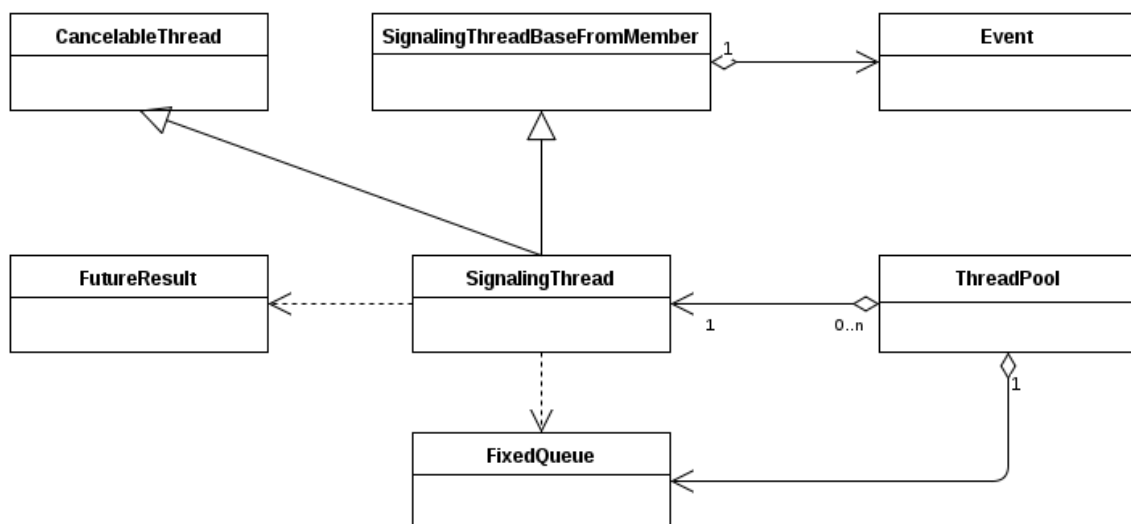 CancelableThread
SignalingThreadBaseFromMember
1
Event
FutureResult
SignalingThread
1
0..n
ThreadPool
1
FixedQueue